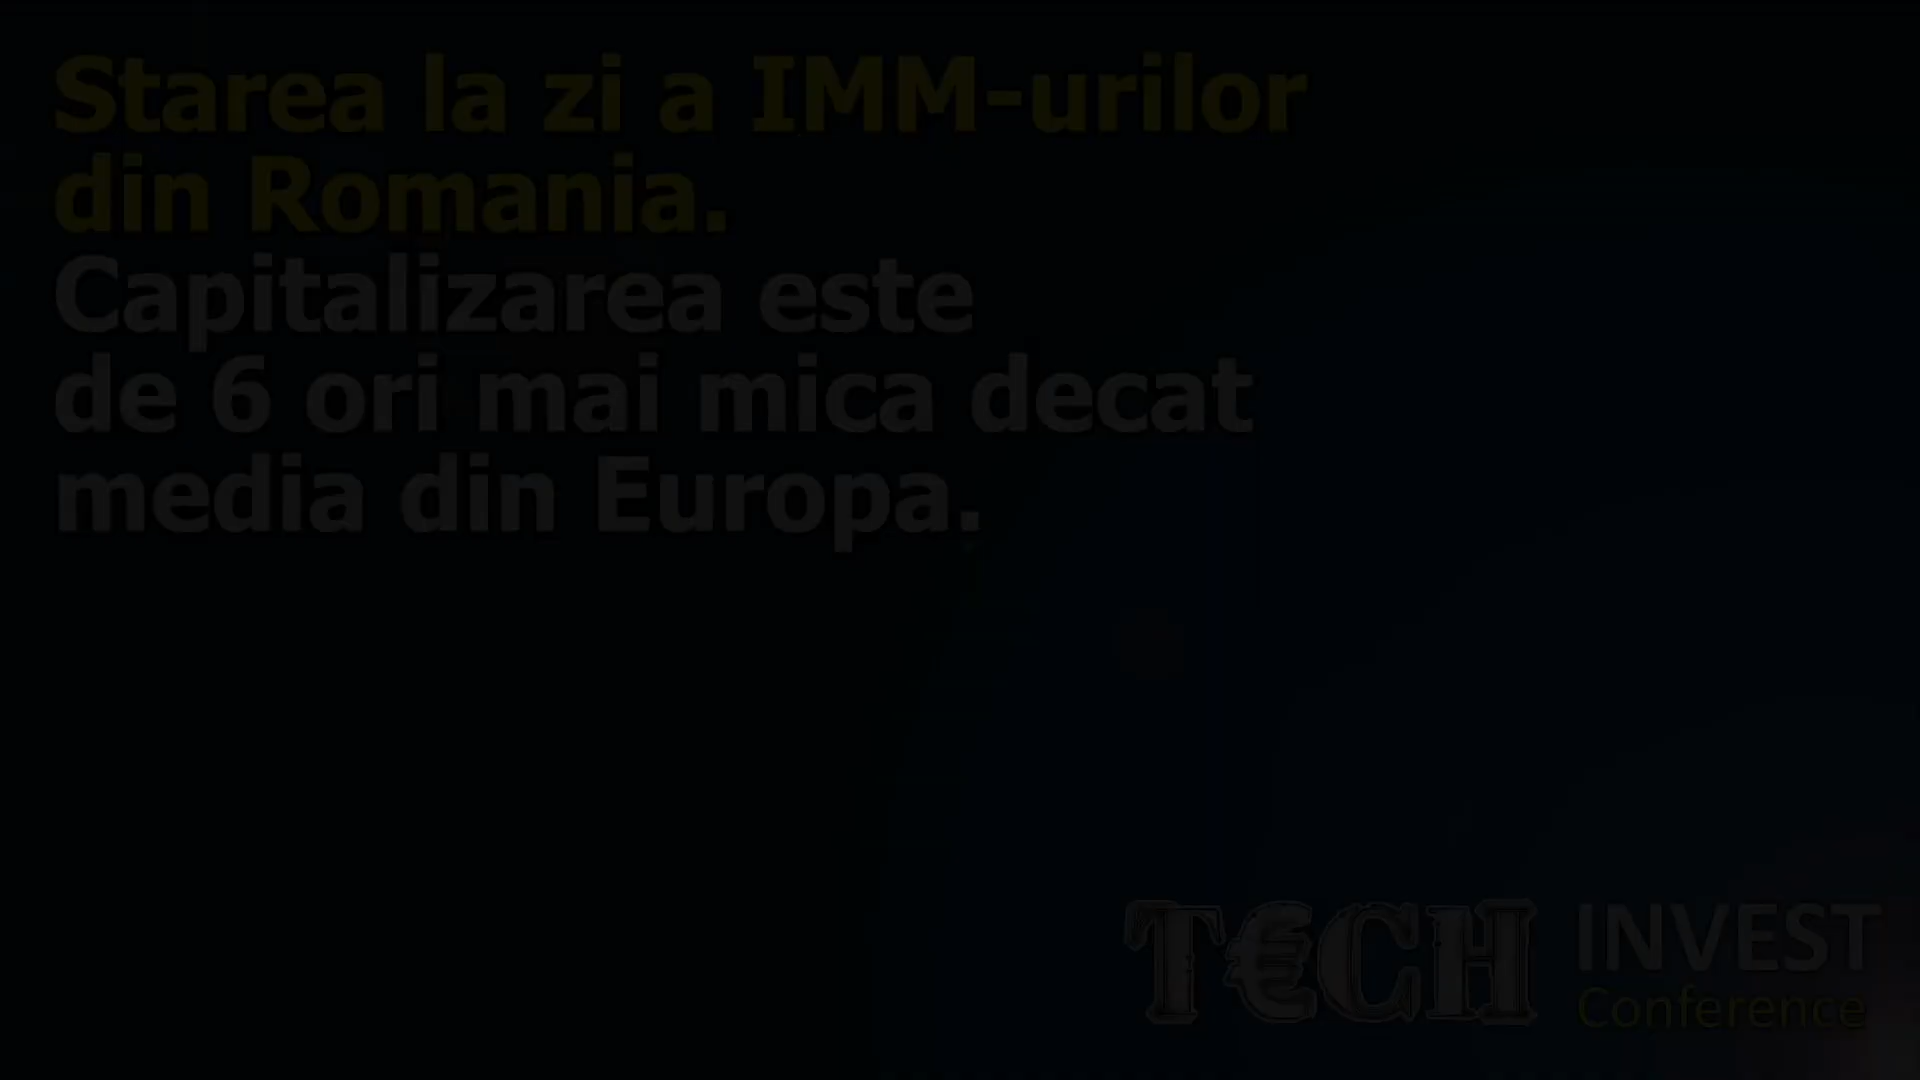 Starea la zi a IMM-urilor
din Romania.
Capitalizarea este
de 6 ori mai mica decat
media din Europa.
T€CH INVEST
Conference